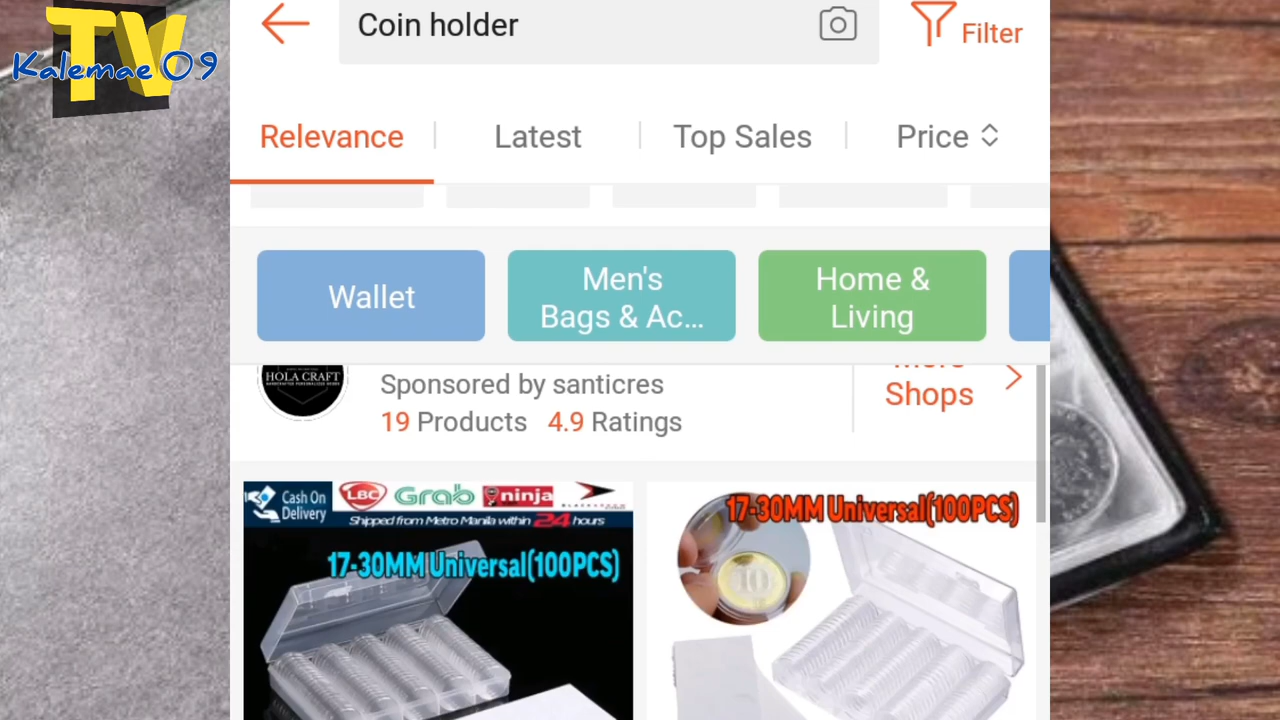 TV
Kalemae 09
Coin holder
Filter
Relevance
Latest
Top Sales
Price
Wallet
Men's
Bags & Ac...
Home &
Living
HOLA CRAFT
Sponsored by santicres
19 Products 4.9 Ratings
More
Shops
Cash On
Delivery
LBC
Grab
ninja
Shipped from Metro Manila within 24 hours
17-30MM Universal(100PCS)
17-30MM Universal(100PCS)
10